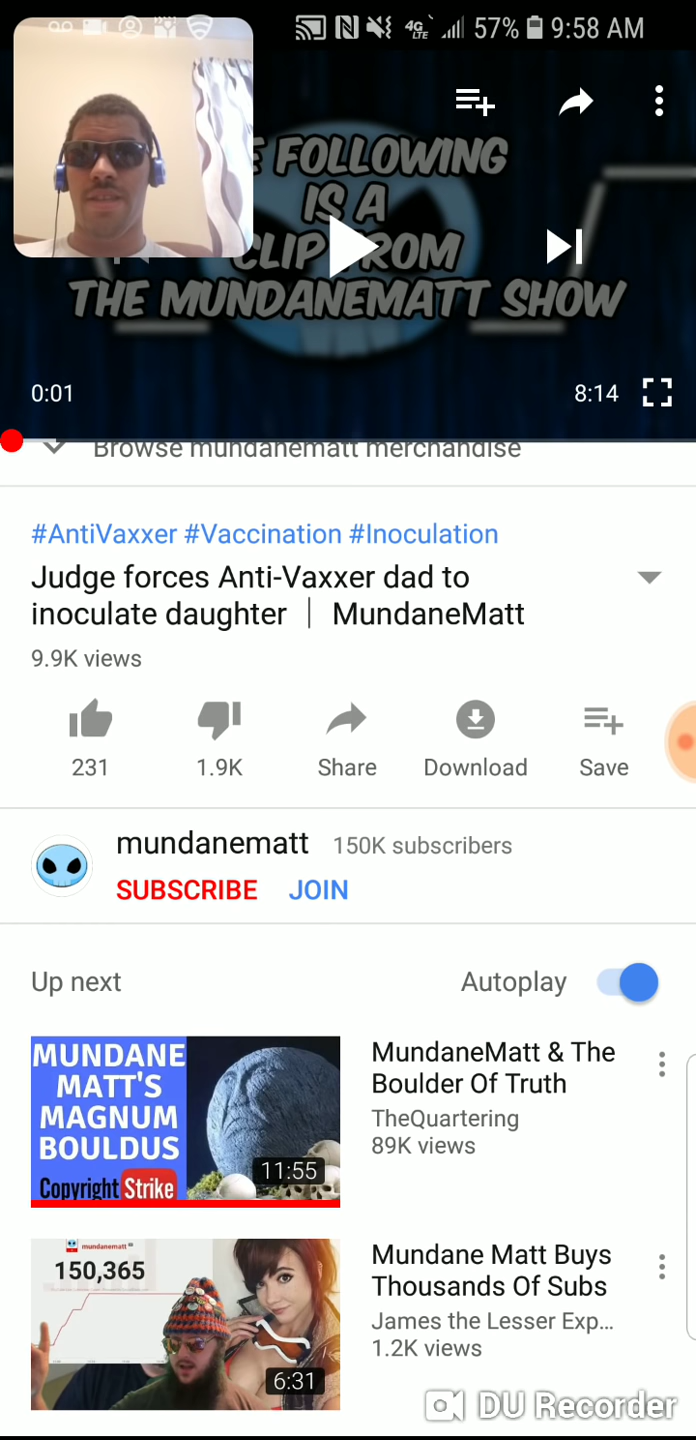 4G LTE 57% 9:58 AM
FOLLOWING
IS A
CLIP FROM
THE MUNDANEMATT SHOW
0:01
8:14
Browse mundanematt merchandise
#AntiVaxxer #Vaccination #Inoculation
Judge forces Anti-Vaxxer dad to
inoculate daughter | MundaneMatt
9.9K views
231
1.9K
Share
Download
Save
mundanematt 150K subscribers
SUBSCRIBE JOIN
Up next
Autoplay
MUNDANE
MATT'S
MAGNUM
BOULDUS
Copyright Strike
11:55
MundaneMatt & The
Boulder Of Truth
TheQuartering
89K views
mundanematt
150,365
6:31
Mundane Matt Buys
Thousands Of Subs
James the Lesser Exp...
1.2K views
DU Recorder